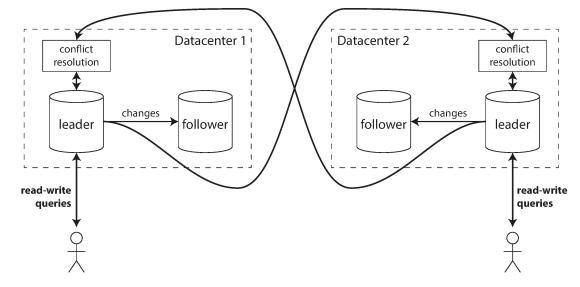 Datacenter 1
conflict
resolution
leader
changes
follower
read-write
queries
Datacenter 2
conflict
resolution
follower
changes
leader
read-write
queries